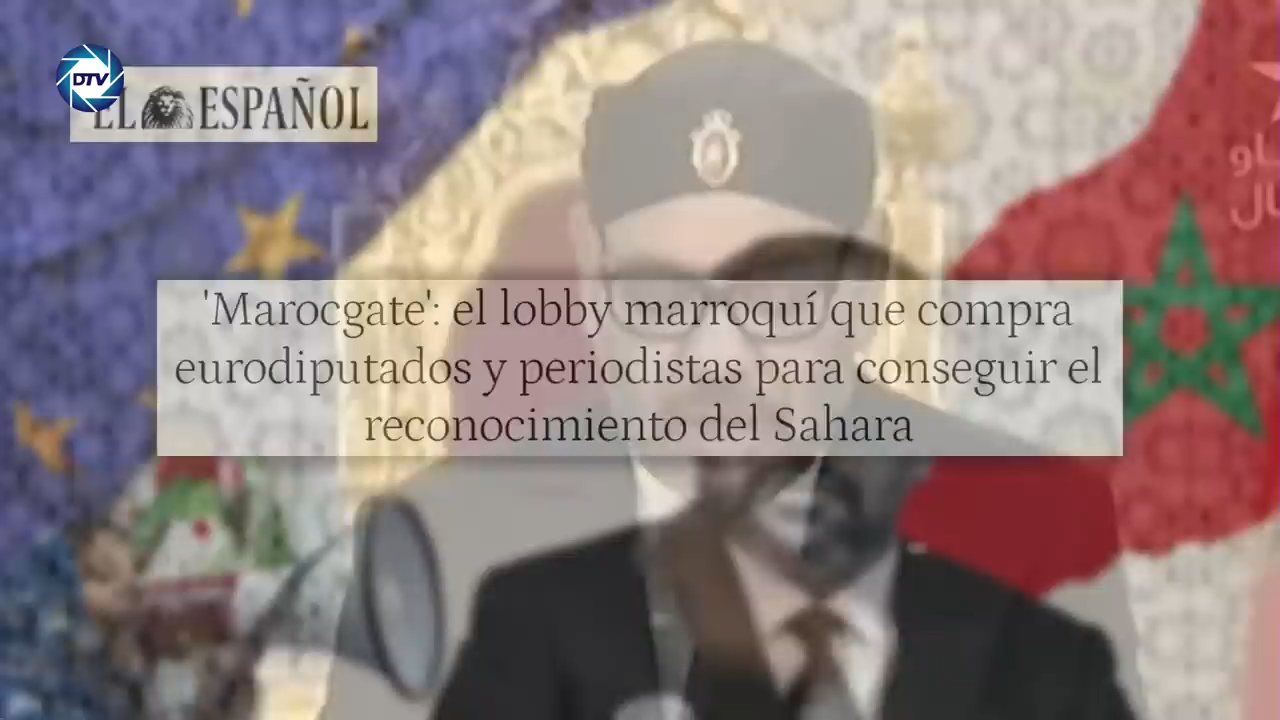 DTV
EL ESPAÑOL
'Marocgate': el lobby marroquí que compra
eurodiputados y periodistas para conseguir el
reconocimiento del Sahara